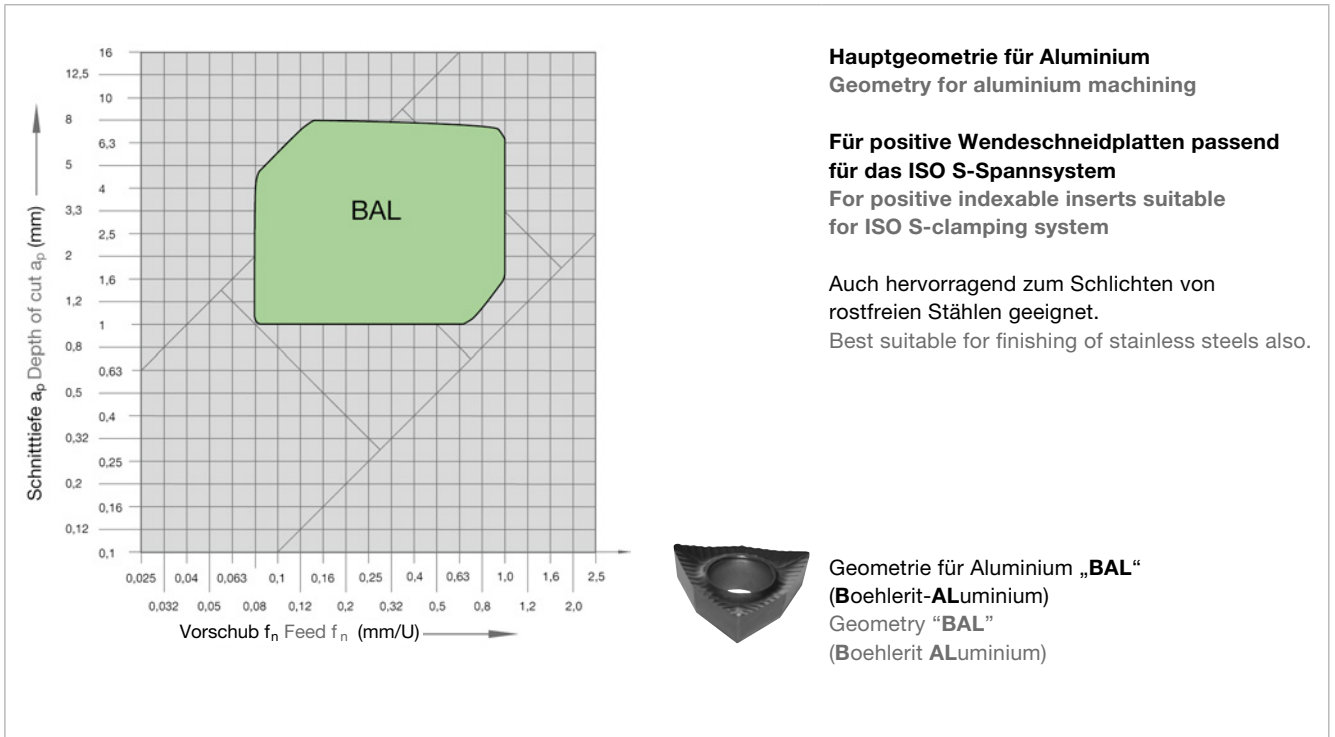 16
12,5
10
8
6,3
5
4
3,3
2,5
2
1,6
1,2
1
0,8
0,63
0,5
0,4
0,32
0,25
0,2
0,16
0,12
0,1
Schnitttiefe ap Depth of cut ap (mm)
BAL
0,025 0,04 0,063 0,1 0,16 0,25 0,4 0,63 1,0 1,6 2,5
0,032 0,05 0,08 0,12 0,2 0,32 0,5 0,8 1,2 2,0
Vorschub fn Feed fn (mm/U)
Hauptgeometrie für Aluminium
Geometry for aluminium machining
Für positive Wendeschneidplatten passend
für das ISO S-Spannsystem
For positive indexable inserts suitable
for ISO S-clamping system
Auch hervorragend zum Schlichten von
rostfreien Stählen geeignet.
Best suitable for finishing of stainless steels also.
Geometrie für Aluminium „BAL“
(Boehlerit-ALuminium)
Geometry “BAL”
(Boehlerit ALuminium)